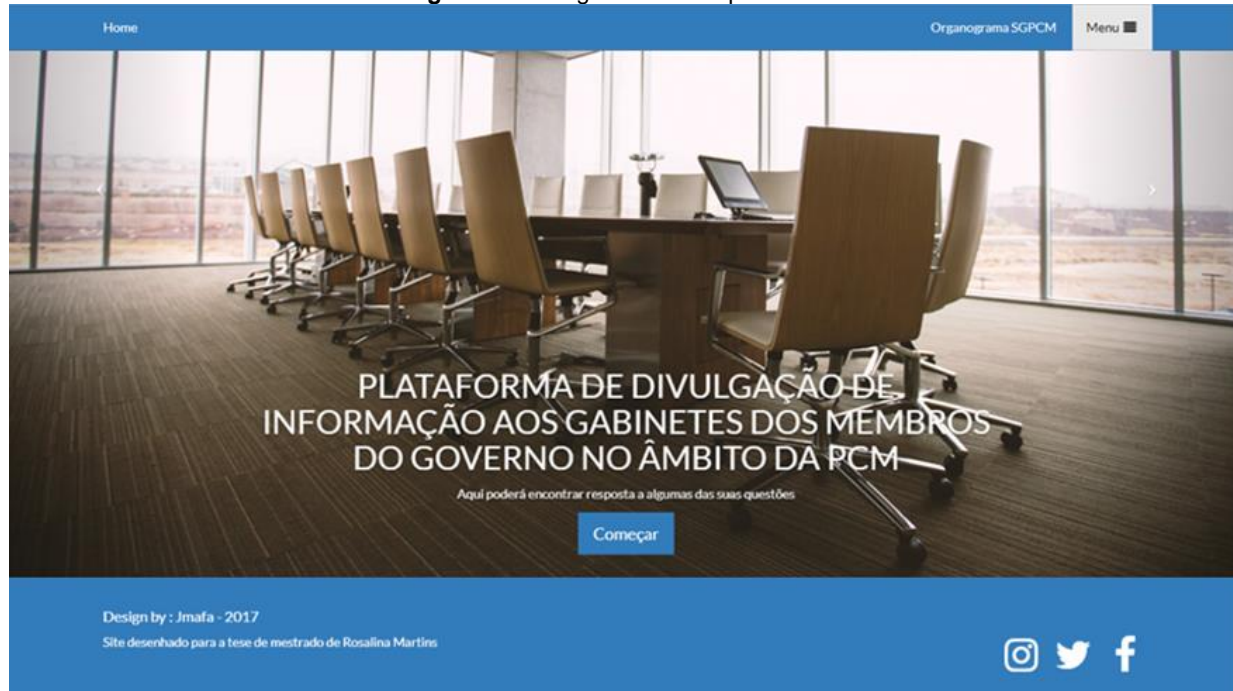 Home
Organograma SGPCM
Menu
PLATAFORMA DE DIVULGAÇÃO DE
INFORMAÇÃO AOS GABINETES DOS MEMBROS
DO GOVERNO NO ÂMBITO DA PCM
Aqui poderá encontrar resposta a algumas das suas questões
Começar
Design by : Jmafa - 2017
Site desenhado para a tese de mestrado de Rosalina Martins